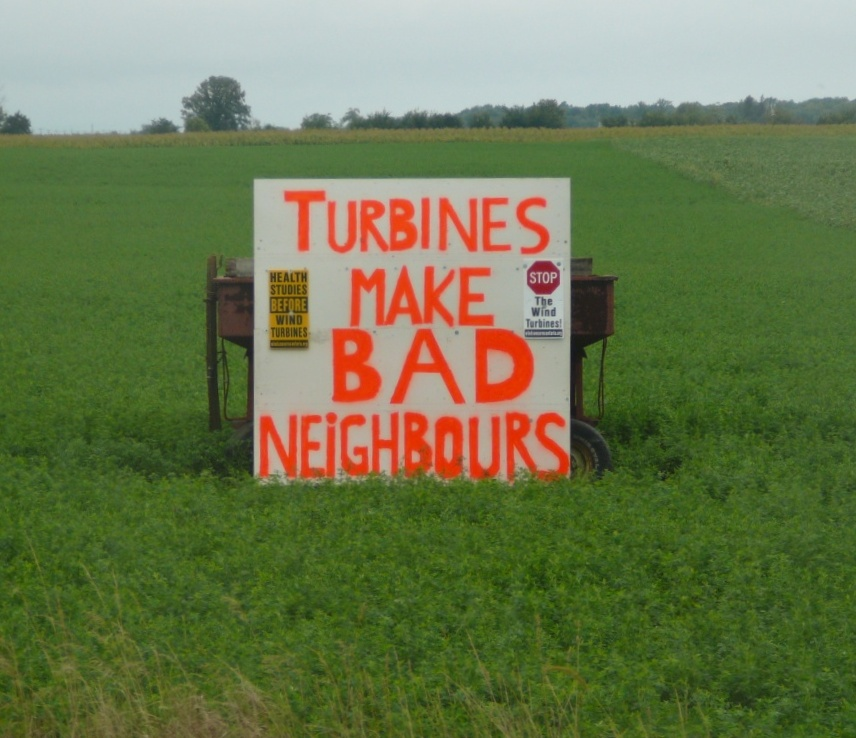 TURBINES
MAKE
BAD
NEiGHBOURS
HEALTH
STUDIES
BEFORE
WIND
TURBINES
STOP
The
Wind
Turbines!